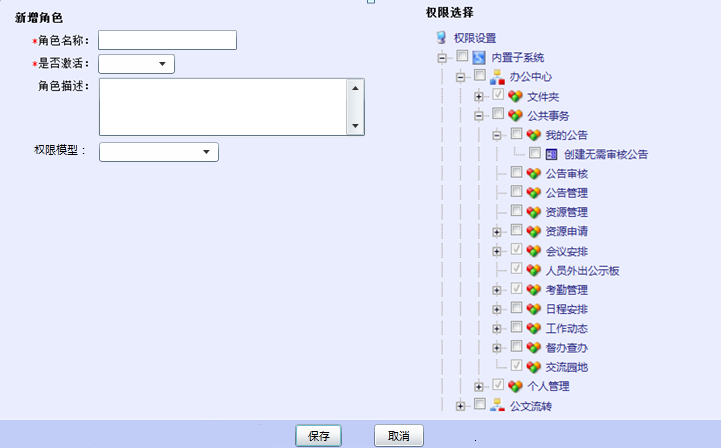 新增角色
*角色名称：
*是否激活：
角色描述：
权限模型：
权限选择
权限设置
内置子系统
办公中心
文件夹
公共事务
我的公告
创建无需审核公告
公告审核
公告管理
资源管理
资源申请
会议安排
人员外出公示板
考勤管理
日程安排
工作动态
督办查办
交流园地
个人管理
公文流转
保存
取消